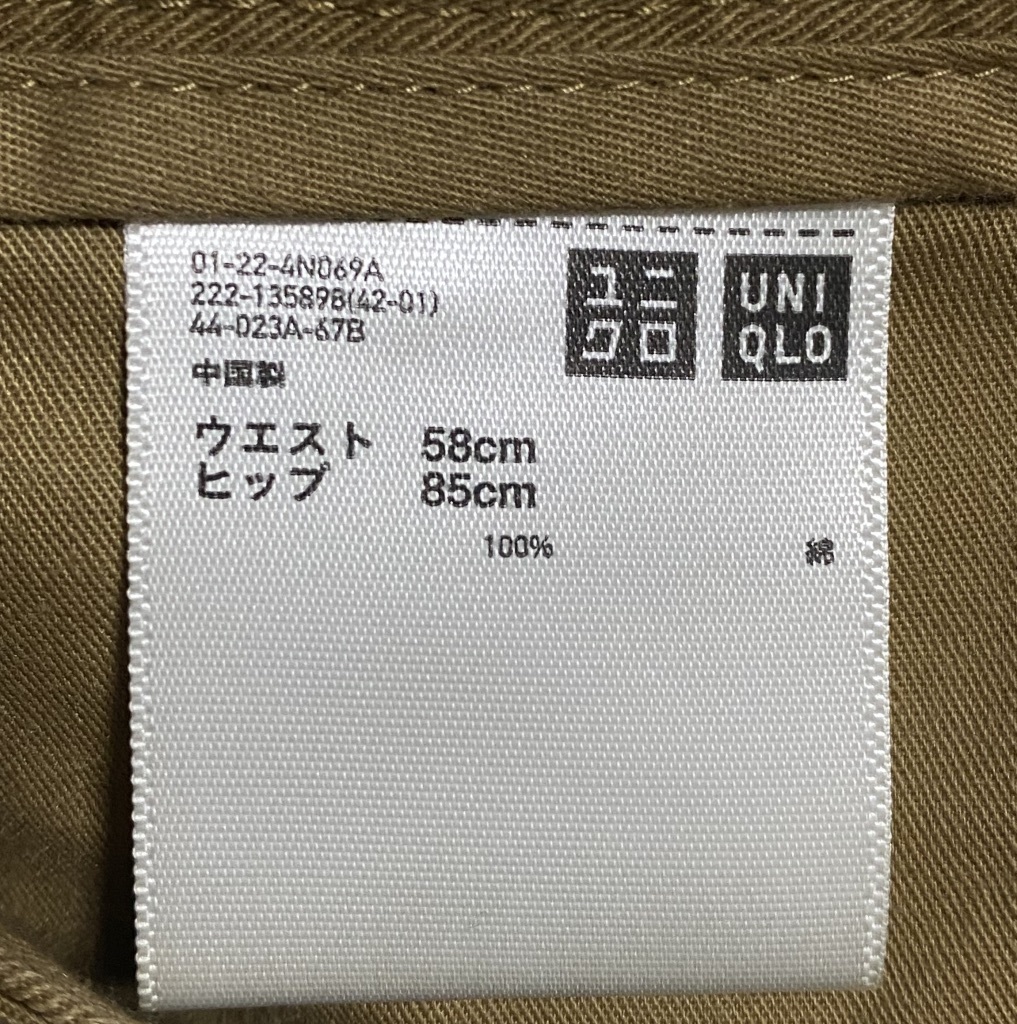 01-22-4N069A
222-135898(42-01)
44-023A-67B
中国製
ユニ
クロ
UNI
QLO
ウエスト 58cm
ヒップ 85cm
100% 綿